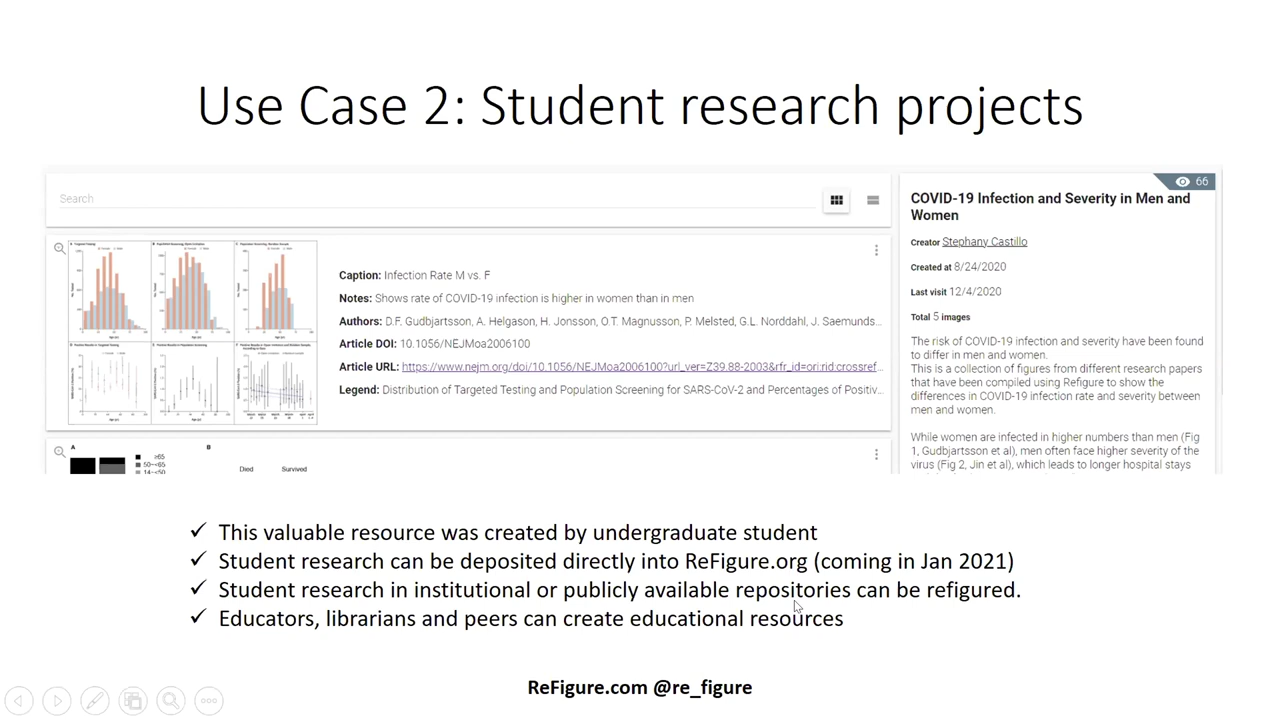 Use Case 2: Student research projects
Search
66
COVID-19 Infection and Severity in Men and
Women
Creator Stephany Castillo
Created at 8/24/2020
Last visit 12/4/2020
Total 5 images
The risk of COVID-19 infection and severity have been found
to differ in men and women.
This is a collection of figures from different research papers
that have been compiled using Refigure to show the
differences in COVID-19 infection rate and severity between
men and women.
While women are infected in higher numbers than men (Fig
1, Gudbjartsson et al), men often face higher severity of the
virus (Fig 2, Jin et al), which leads to longer hospital stays
Caption: Infection Rate M vs. F
Notes: Shows rate of COVID-19 infection is higher in women than in men
Authors: D.F. Gudbjartsson, A. Helgason, H. Jonsson, O.T. Magnusson, P. Melsted, G.L. Norddahl, J. Saemunds...
Article DOI: 10.1056/NEJMoa2006100
Article URL: https://www.nejm.org/doi/10.1056/NEJMoa2006100?url_ver=Z39.88-2003&rfr_id=ori:rid:crossref...
Legend: Distribution of Targeted Testing and Population Screening for SARS-CoV-2 and Percentages of Positiv...
A
B
≥65
50~<65
14~<50
Died Survived
✓ This valuable resource was created by undergraduate student
✓ Student research can be deposited directly into ReFigure.org (coming in Jan 2021)
✓ Student research in institutional or publicly available repositories can be refigured.
✓ Educators, librarians and peers can create educational resources
ReFigure.com @re_figure